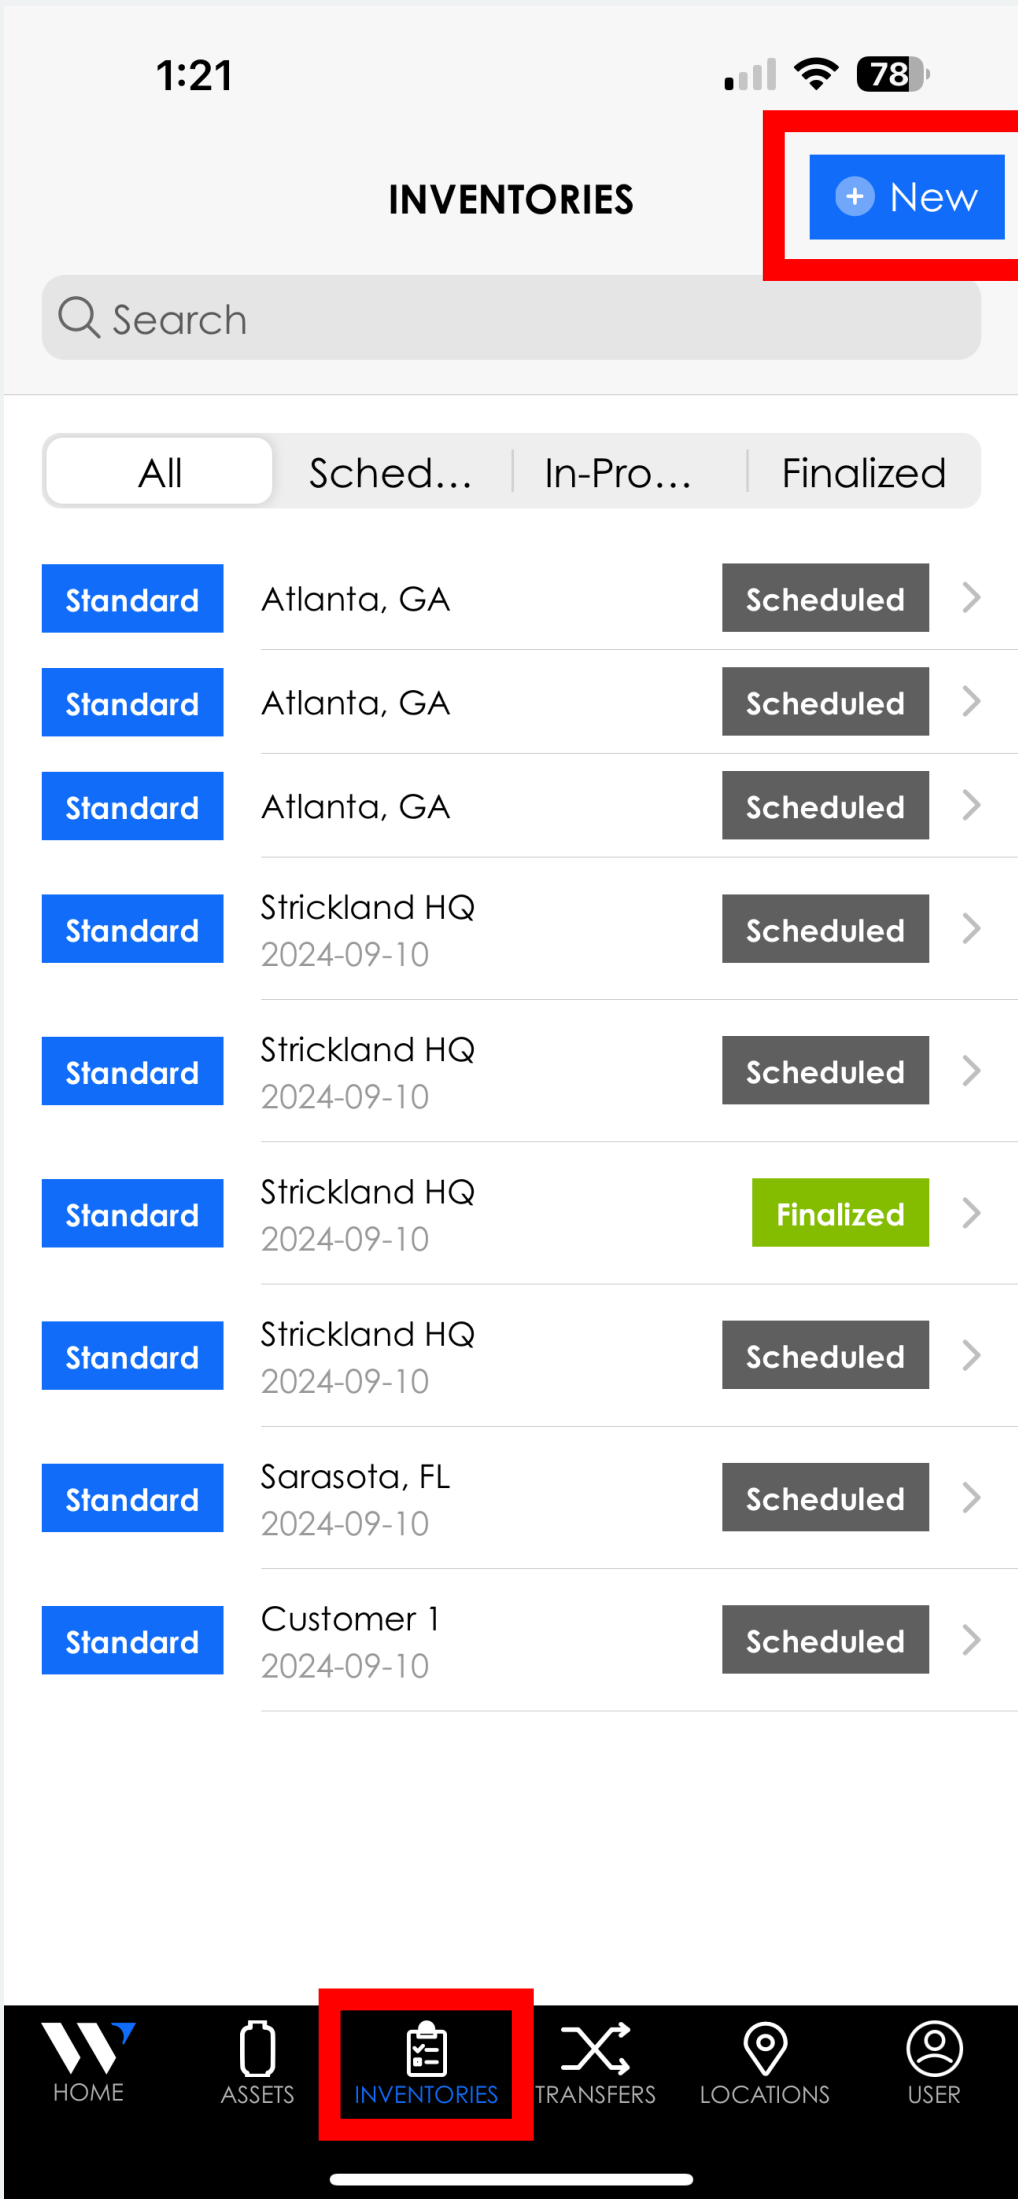 1:21
78
INVENTORIES
+ New
Search
All Sched... In-Pro... Finalized
Standard Atlanta, GA Scheduled
Standard Atlanta, GA Scheduled
Standard Atlanta, GA Scheduled
Standard Strickland HQ Scheduled
2024-09-10
Standard Strickland HQ Scheduled
2024-09-10
Standard Strickland HQ Finalized
2024-09-10
Standard Strickland HQ Scheduled
2024-09-10
Standard Sarasota, FL Scheduled
2024-09-10
Standard Customer 1 Scheduled
2024-09-10
HOME ASSETS INVENTORIES TRANSFERS LOCATIONS USER